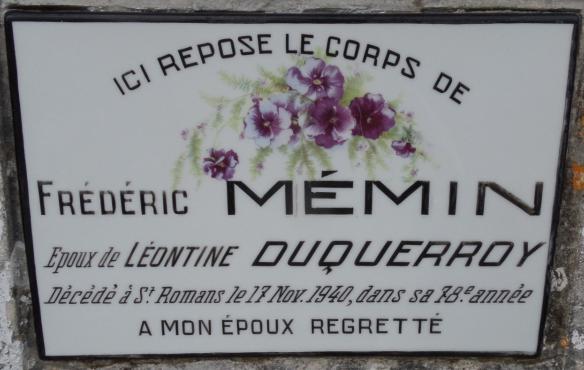 ICI REPOSE LE CORPS DE
FRÉDÉRIC MÉMIN
Epoux de LÉONTINE DUQUERROY
Décédé à St Romans le 17 Nov. 1940, dans sa 78.e année
A MON ÉPOUX REGRETTÉ